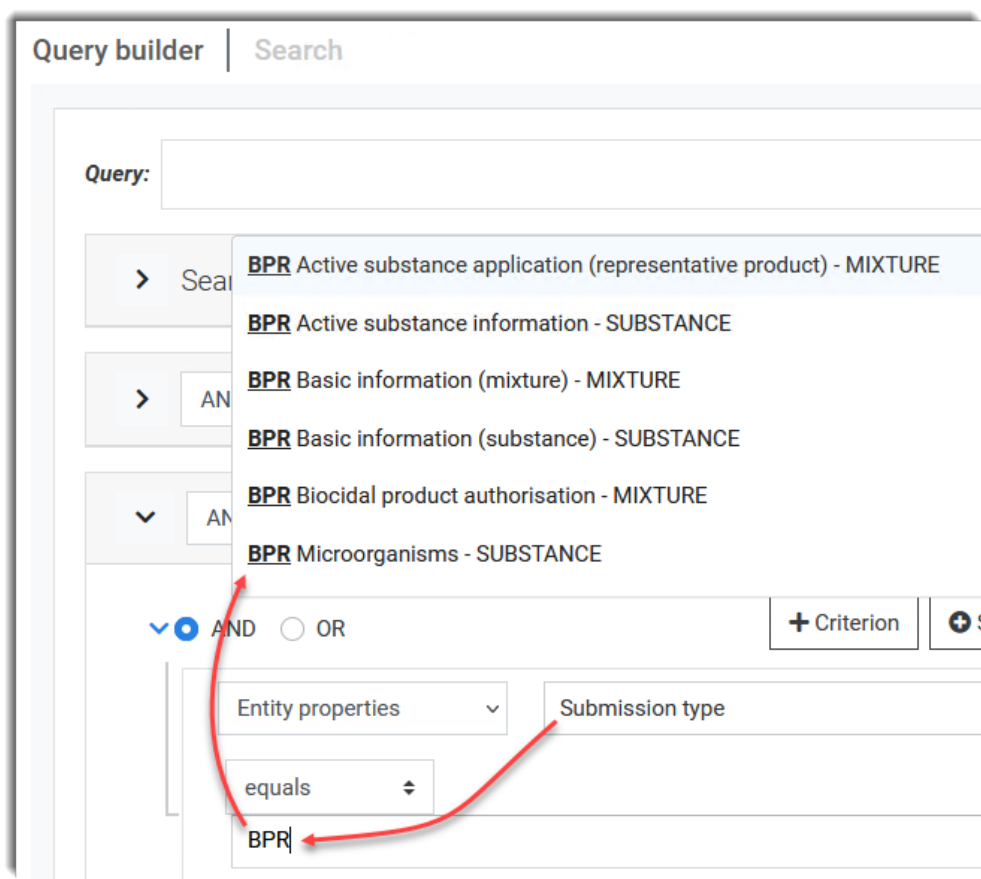 Query builder | Search
Query:
Sear
BPR Active substance application (representative product) - MIXTURE
BPR Active substance information - SUBSTANCE
AN
BPR Basic information (mixture) - MIXTURE
BPR Basic information (substance) - SUBSTANCE
AN
BPR Biocidal product authorisation - MIXTURE
BPR Microorganisms - SUBSTANCE
AND OR + Criterion
Entity properties Submission type
equals
BPR